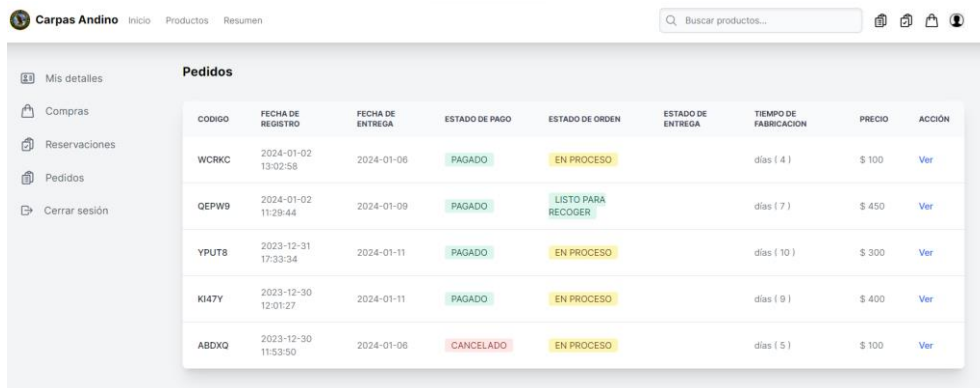 Carpas Andino Inicio Productos Resumen Buscar productos...
Mis detalles
Compras
Reservaciones
Pedidos
Cerrar sesión
Pedidos
CODIGO FECHA DE REGISTRO FECHA DE ENTREGA ESTADO DE PAGO ESTADO DE ORDEN ESTADO DE ENTREGA TIEMPO DE FABRICACION PRECIO ACCIÓN
WCRKC 2024-01-02 13:02:58 2024-01-06 PAGADO EN PROCESO días ( 4 ) $ 100 Ver
QEPW9 2024-01-02 11:29:44 2024-01-09 PAGADO LISTO PARA RECOGER días ( 7 ) $ 450 Ver
YPUT8 2023-12-31 17:33:34 2024-01-11 PAGADO EN PROCESO días ( 10 ) $ 300 Ver
KI47Y 2023-12-30 12:01:27 2024-01-11 PAGADO EN PROCESO días ( 9 ) $ 400 Ver
ABDXQ 2023-12-30 11:53:50 2024-01-06 CANCELADO EN PROCESO días ( 5 ) $ 100 Ver